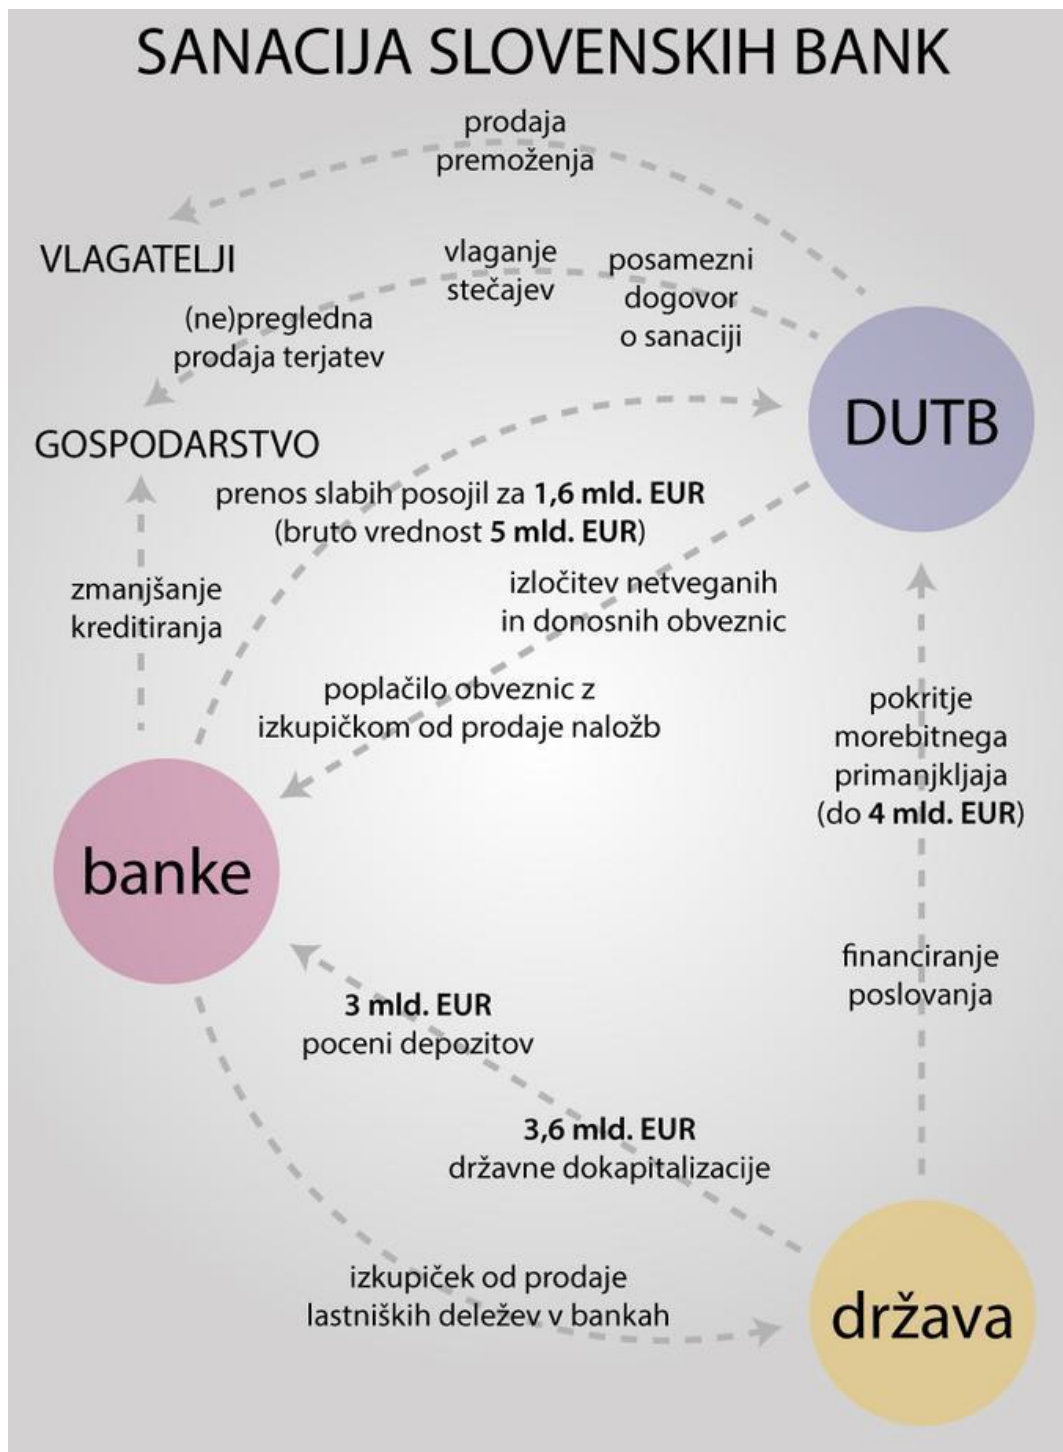 SANACIJA SLOVENSKIH BANK
prodaja
premoženja
VLAGATELJI
vlaganje
stečajev
posamezni
dogovor
o sanaciji
(ne)pregledna
prodaja terjatev
DUTB
GOSPODARSTVO
prenos slabih posojil za 1,6 mld. EUR
(bruto vrednost 5 mld. EUR)
zmanjšanje
kreditiranja
izločitev netveganih
in donosnih obveznic
poplačilo obveznic z
izkupičkom od prodaje naložb
pokritje
morebitnega
primanjkljaja
(do 4 mld. EUR)
banke
financiranje
poslovanja
3 mld. EUR
poceni depozitov
3,6 mld. EUR
državne dokapitalizacije
izkupiček od prodaje
lastniških deležev v bankah
država